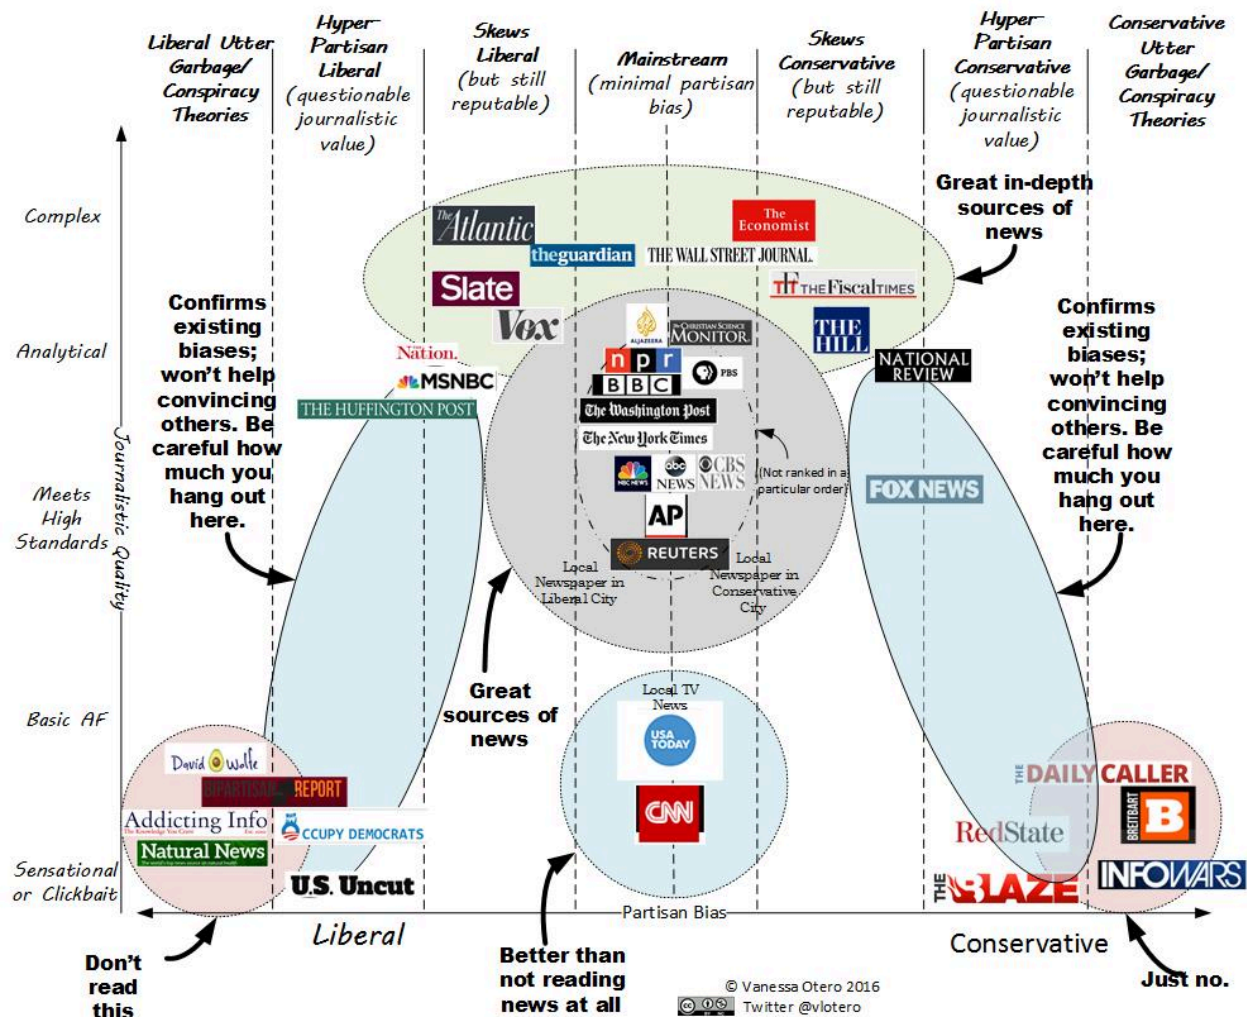 Liberal Utter
Garbage/
Conspiracy
Theories
Hyper-
Partisan
Liberal
(questionable
journalistic
value)
Skews
Liberal
(but still
reputable)
Mainstream
(minimal partisan
bias)
Skews
Conservative
(but still
reputable)
Hyper-
Partisan
Conservative
(questionable
journalistic
value)
Conservative
Utter
Garbage/
Conspiracy
Theories
Complex
Analytical
Meets
High
Standards
Basic AF
Sensational
or Clickbait
Journalistic Quality
Great in-depth
sources of
news
The
Atlantic
theguardian
The
Economist
THE WALL STREET JOURNAL.
Slate
Vox
TFT THE FISCAL TIMES
THE
HILL
ALJAZEERA
The CHRISTIAN SCIENCE
MONITOR
The
Nation.
MSNBC
THE HUFFINGTON POST
npr
BBC
PBS
NATIONAL
REVIEW
The Washington Post
The New York Times
(Not ranked in a
particular order)
NBC NEWS
abc
NEWS
CBS
NEWS
FOX NEWS
AP
REUTERS
Local
Newspaper in
Liberal City
Local
Newspaper in
Conservative
City
Confirms
existing
biases;
won't help
convincing
others. Be
careful how
much you
hang out
here.
Confirms
existing
biases;
won't help
convincing
others. Be
careful how
much you
hang out
here.
Great
sources of
news
Local TV
News
USA
TODAY
CNN
David Wolfe
BIPARTISAN REPORT
Addicting Info
The Knowledge You Crave
Natural News
OCCUPY DEMOCRATS
U.S. Uncut
THE DAILY CALLER
RedState
BREITBART
B
THE BLAZE
INFOWARS
Partisan Bias
Liberal
Conservative
Don't
read
this
Better than
not reading
news at all
Just no.
© Vanessa Otero 2016
cc BY NC Twitter @vlotero